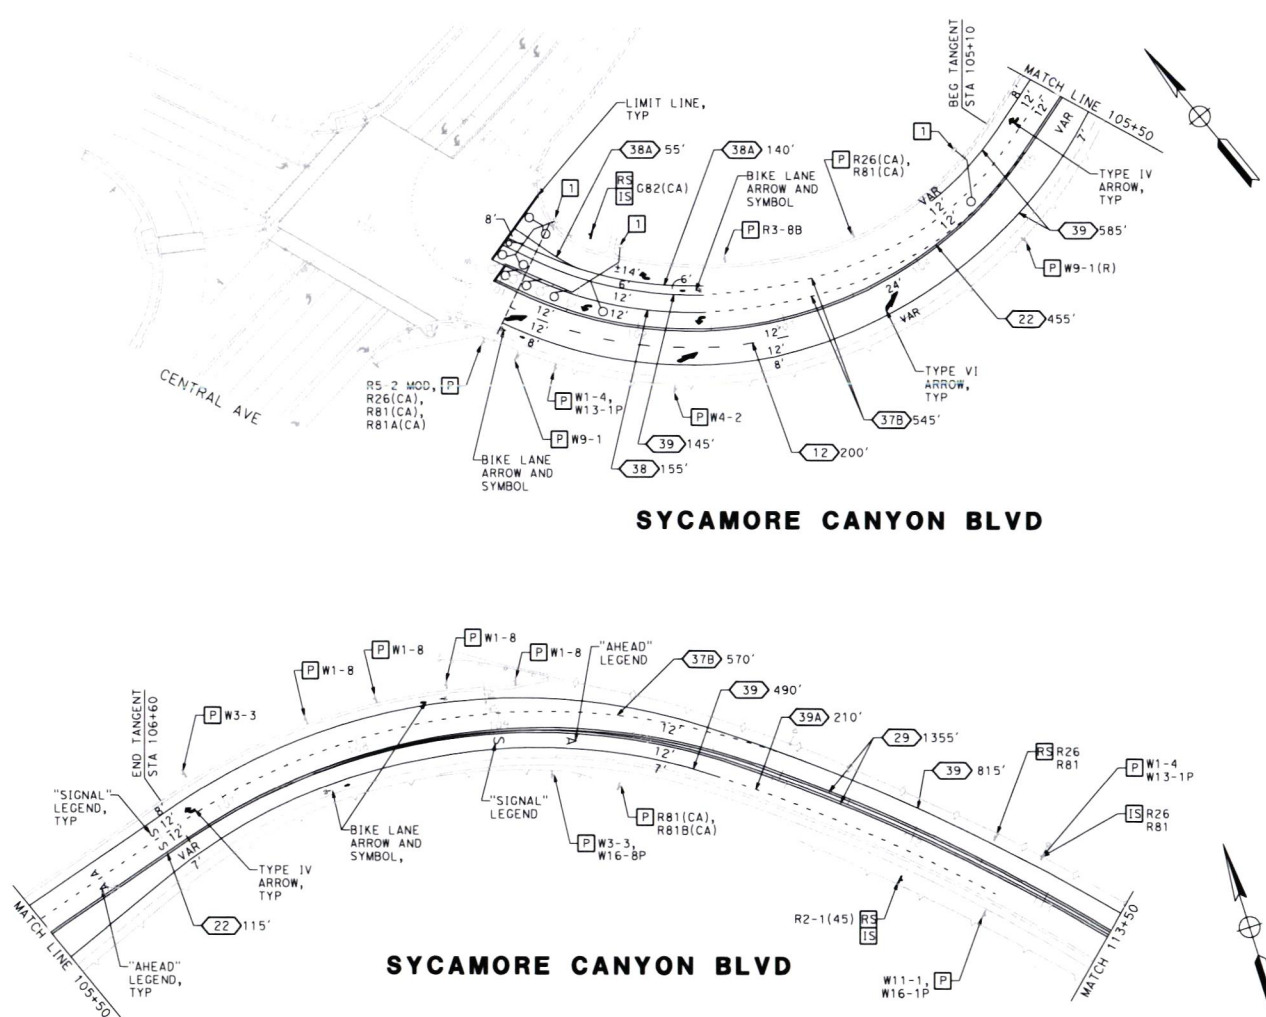 BEG TANGENT
STA 105+10
MATCH LINE 105+50
8'
12'
12'
VAR
7'
LIMIT LINE,
TYP
38A 55'
38A 140'
1
P R26(CA),
R81(CA)
RS
IS
G82(CA)
BIKE LANE
ARROW AND
SYMBOL
TYPE IV
ARROW,
TYP
1
1
8'
VAR
12'
12'
P R3-8B
39 585'
P W9-1(R)
±14'
6'
6'
12'
12'
24'
VAR
22 455'
12'
12'
8'
12'
12'
8'
TYPE VI
ARROW,
TYP
CENTRAL AVE
R5-2 MOD, P
R26(CA),
R81(CA),
R81A(CA)
P W1-4,
W13-1P
P W4-2
37B 545'
P W9-1
39 145'
12 200'
BIKE LANE
ARROW AND
SYMBOL
38 155'
SYCAMORE CANYON BLVD
P W1-8
P W1-8
P W1-8
P W1-8
"AHEAD"
LEGEND
37B 570'
39 490'
END TANGENT
STA 106+60
P W3-3
39A 210'
12'
12'
7'
29 1355'
RS R26
R81
P W1-4
W13-1P
39 815'
"SIGNAL"
LEGEND,
TYP
8'
12'
12'
VAR
7'
"SIGNAL"
LEGEND
IS R26
R81
P R81(CA),
R81B(CA)
BIKE LANE
ARROW AND
SYMBOL,
P W3-3,
W16-8P
TYPE IV
ARROW,
TYP
22 115'
R2-1(45) RS
IS
MATCH LINE 105+50
MATCH 113+50
"AHEAD"
LEGEND,
TYP
SYCAMORE CANYON BLVD
W11-1, P
W16-1P